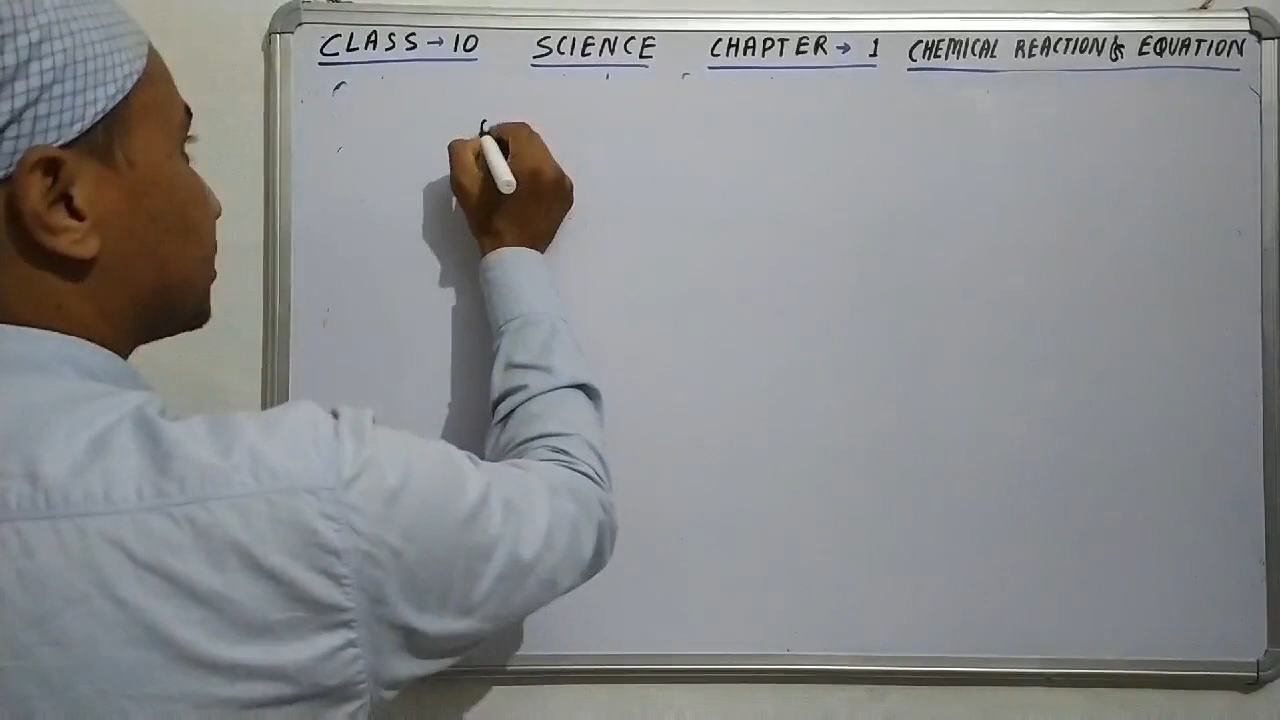 CLASS → 10 SCIENCE CHAPTER → 1 CHEMICAL REACTION & EQUATION